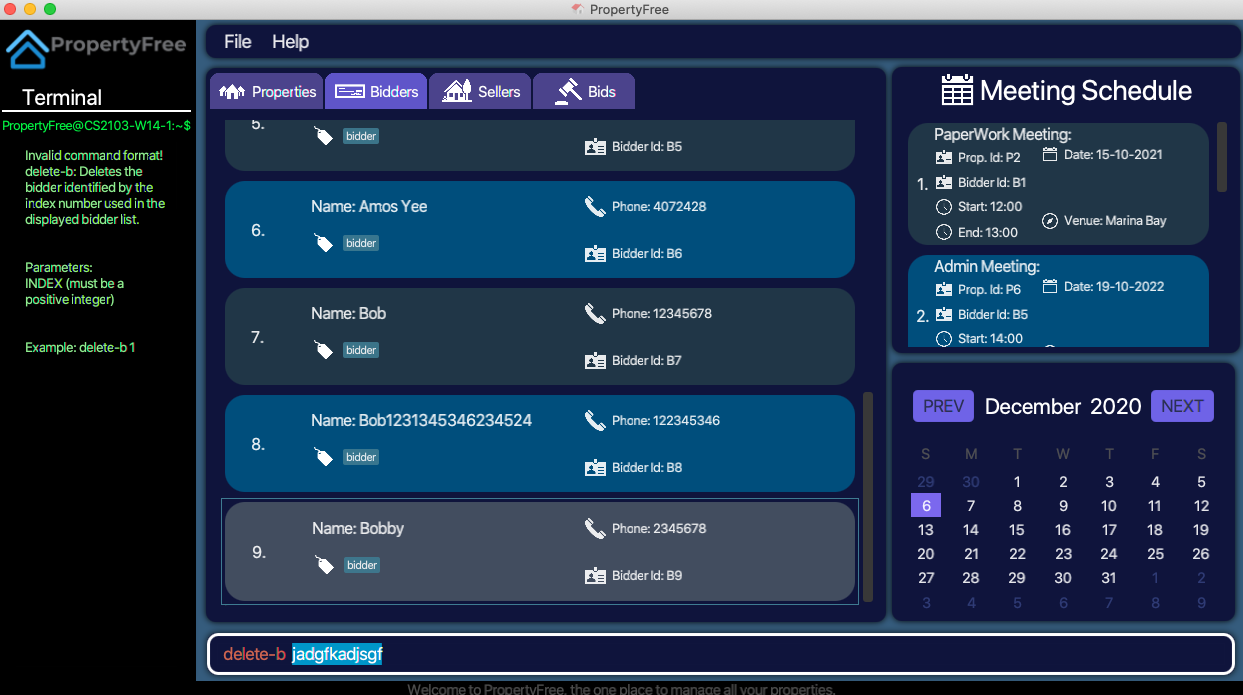 PropertyFree
PropertyFree
Terminal
PropertyFree@CS2103-W14-1:~$
Invalid command format!
delete-b: Deletes the
bidder identified by the
index number used in the
displayed bidder list.
Parameters:
INDEX (must be a
positive integer)
Example: delete-b 1
File Help
Properties Bidders Sellers Bids
5.
bidder
Bidder Id: B5
6.
Name: Amos Yee
Phone: 4072428
bidder
Bidder Id: B6
7.
Name: Bob
Phone: 12345678
bidder
Bidder Id: B7
8.
Name: Bob1231345346234524
Phone: 122345346
bidder
Bidder Id: B8
9.
Name: Bobby
Phone: 2345678
bidder
Bidder Id: B9
delete-b jadgfkadjsgf
Welcome to PropertyFree, the one place to manage all your properties.
Meeting Schedule
1.
PaperWork Meeting:
Prop. Id: P2
Date: 15-10-2021
Bidder Id: B1
Start: 12:00
Venue: Marina Bay
End: 13:00
2.
Admin Meeting:
Prop. Id: P6
Date: 19-10-2022
Bidder Id: B5
Start: 14:00
PREV December 2020 NEXT
S M T W T F S
29 30 1 2 3 4 5
6 7 8 9 10 11 12
13 14 15 16 17 18 19
20 21 22 23 24 25 26
27 28 29 30 31 1 2
3 4 5 6 7 8 9